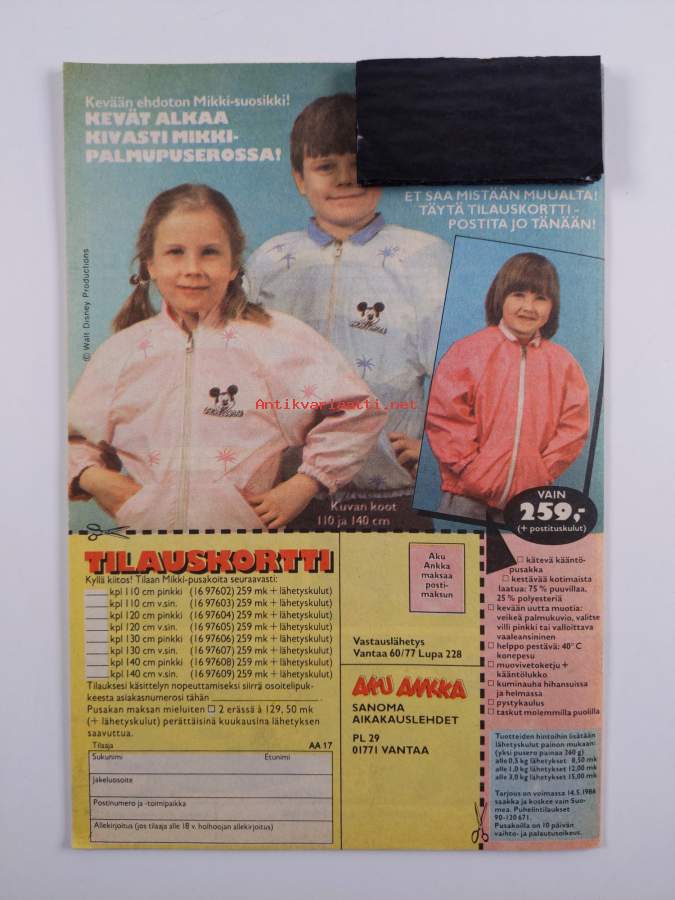 Kevään ehdoton Mikki-suosikki!
KEVÄT ALKAA
KIVASTI MIKKI-
PALMUPUSEROSSA!
ET SAA MISTÄÄN MUUALTA!
TÄYTÄ TILAUSKORTTI -
POSTITA JO TÄNÄÄN!
© Walt Disney Productions
Antikvariaatti.net
Kuvan koot
110 ja 140 cm
VAIN
259,-
(+ postituskulut)
TILAUSKORTTI
Kyllä kiitos! Tilaan Mikki-pusakoita seuraavasti:
kpl 110 cm pinkki (16 97602) 259 mk + lähetyskulut)
kpl 110 cm v.sin. (16 97603) 259 mk + lähetyskulut)
kpl 120 cm pinkki (16 97604) 259 mk + lähetyskulut)
kpl 120 cm v.sin. (16 97605) 259 mk + lähetyskulut)
kpl 130 cm pinkki (16 97606) 259 mk + lähetyskulut)
kpl 130 cm v.sin. (16 97607) 259 mk + lähetyskulut)
kpl 140 cm pinkki (16 97608) 259 mk + lähetyskulut)
kpl 140 cm v.sin. (16 97609) 259 mk + lähetyskulut)
Tilauksesi käsittelyn nopeuttamiseksi siirrä osoitelipuk-
keesta asiakasnumerosi tähän
Pusakan maksan mieluiten □ 2 erässä à 129,50 mk
(+ lähetyskulut) perättäisinä kuukausina lähetyksen
saavuttua.
Tilaaja AA 17
Sukunimi Etunimi
Jakeluosoite
Postinumero ja -toimipaikka
Allekirjoitus (jos tilaaja alle 18 v. holhoojan allekirjoitus)
Aku
Ankka
maksaa
posti-
maksun
Vastauslähetys
Vantaa 60/77 Lupa 228
AKU ANKKA
SANOMA
AIKAKAUSLEHDET
PL 29
01771 VANTAA
□ kätevä kääntö-
pusakka
□ kestävää kotimaista
laatua: 75 % puuvillaa,
25 % polyesteriä
□ kevään uutta muotia:
veikeä palmukuvio, valitse
villi pinkki tai valloittava
vaaleansininen
□ helppo pestävä: 40° C
konepesu
□ muovivetoketju +
kääntölukko
□ kuminauha hihansuissa
ja helmassa
□ pystykaulus
□ taskut molemmilla puolilla
Tuotteiden hintoihin lisätään
lähetyskulut painon mukaan:
(yksi pusero painaa 260 g)
alle 0,5 kg lähetykset 8,50 mk
alle 1,0 kg lähetykset 12,00 mk
alle 3,0 kg lähetykset 15,00 mk
Tarjous on voimassa 14.5.1986
saakka ja koskee vain Suo-
mea. Puhelintilaukset
90-120 671.
Pusakoilla on 10 päivän
vaihto- ja palautusoikeus.